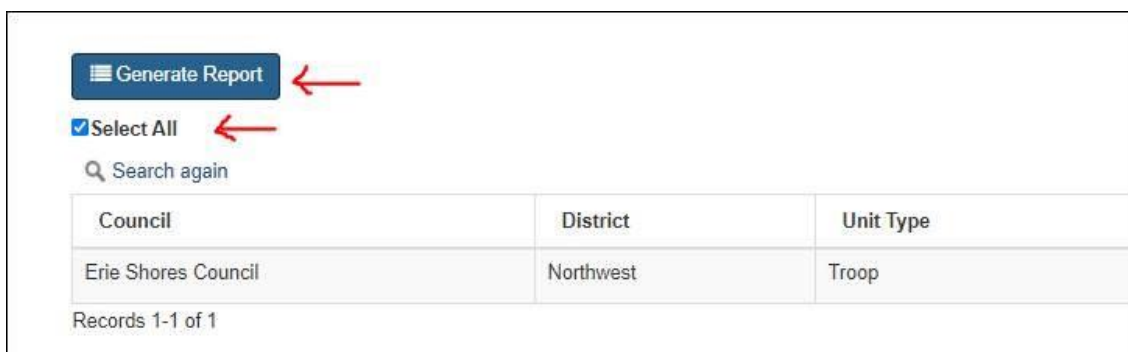 Generate Report
Select All
Search again
Council District Unit Type
Erie Shores Council Northwest Troop
Records 1-1 of 1